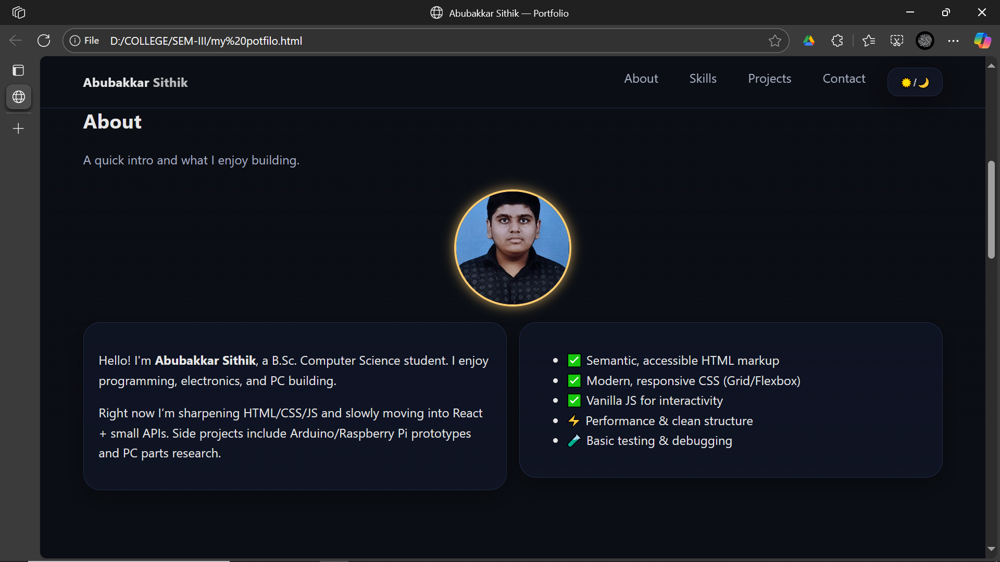 Abubakkar Sithik — Portfolio
File D:/COLLEGE/SEM-III/my%20potfilo.html
Abubakkar Sithik
About Skills Projects Contact ☀️/🌙
About
A quick intro and what I enjoy building.
Hello! I'm Abubakkar Sithik, a B.Sc. Computer Science student. I enjoy
programming, electronics, and PC building.
Right now I’m sharpening HTML/CSS/JS and slowly moving into React
+ small APIs. Side projects include Arduino/Raspberry Pi prototypes
and PC parts research.
• ✅ Semantic, accessible HTML markup
• ✅ Modern, responsive CSS (Grid/Flexbox)
• ✅ Vanilla JS for interactivity
• ⚡ Performance & clean structure
• 🧪 Basic testing & debugging